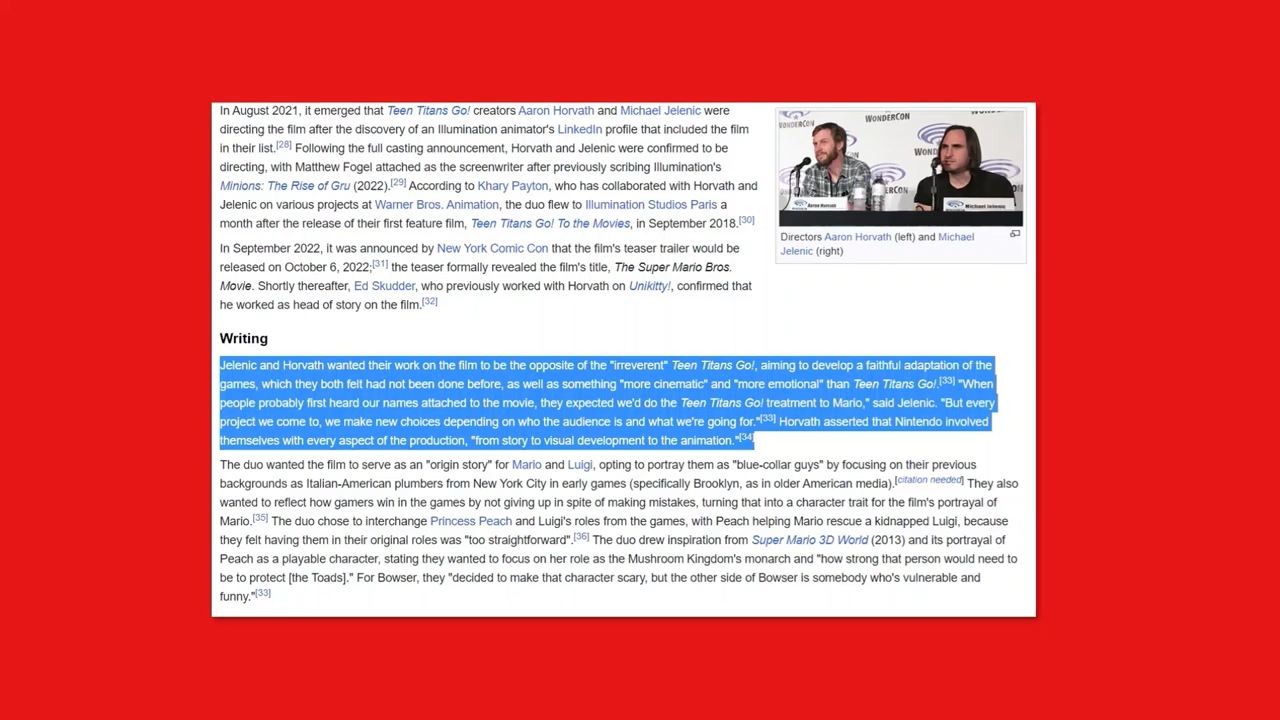 In August 2021, it emerged that Teen Titans Go! creators Aaron Horvath and Michael Jelenic were
directing the film after the discovery of an Illumination animator's LinkedIn profile that included the film
in their list.[28] Following the full casting announcement, Horvath and Jelenic were confirmed to be
directing, with Matthew Fogel attached as the screenwriter after previously scribing Illumination's
Minions: The Rise of Gru (2022).[29] According to Khary Payton, who has collaborated with Horvath and
Jelenic on various projects at Warner Bros. Animation, the duo flew to Illumination Studios Paris a
month after the release of their first feature film, Teen Titans Go! To the Movies, in September 2018.[30]
In September 2022, it was announced by New York Comic Con that the film's teaser trailer would be
released on October 6, 2022;[31] the teaser formally revealed the film's title, The Super Mario Bros.
Movie. Shortly thereafter, Ed Skudder, who previously worked with Horvath on Unikitty!, confirmed that
he worked as head of story on the film.[32]
WONDERCON
WONDERCON
Aaron Horvath
Michael Jelenic
Directors Aaron Horvath (left) and Michael
Jelenic (right)
Writing
Jelenic and Horvath wanted their work on the film to be the opposite of the "irreverent" Teen Titans Go!, aiming to develop a faithful adaptation of the
games, which they both felt had not been done before, as well as something "more cinematic" and "more emotional" than Teen Titans Go!.[33] "When
people probably first heard our names attached to the movie, they expected we'd do the Teen Titans Go! treatment to Mario," said Jelenic. "But every
project we come to, we make new choices depending on who the audience is and what we're going for."[33] Horvath asserted that Nintendo involved
themselves with every aspect of the production, "from story to visual development to the animation."[34]
The duo wanted the film to serve as an "origin story" for Mario and Luigi, opting to portray them as "blue-collar guys" by focusing on their previous
backgrounds as Italian-American plumbers from New York City in early games (specifically Brooklyn, as in older American media).[citation needed] They also
wanted to reflect how gamers win in the games by not giving up in spite of making mistakes, turning that into a character trait for the film's portrayal of
Mario.[35] The duo chose to interchange Princess Peach and Luigi's roles from the games, with Peach helping Mario rescue a kidnapped Luigi, because
they felt having them in their original roles was "too straightforward".[36] The duo drew inspiration from Super Mario 3D World (2013) and its portrayal of
Peach as a playable character, stating they wanted to focus on her role as the Mushroom Kingdom's monarch and "how strong that person would need to
be to protect [the Toads]." For Bowser, they "decided to make that character scary, but the other side of Bowser is somebody who's vulnerable and
funny."[33]